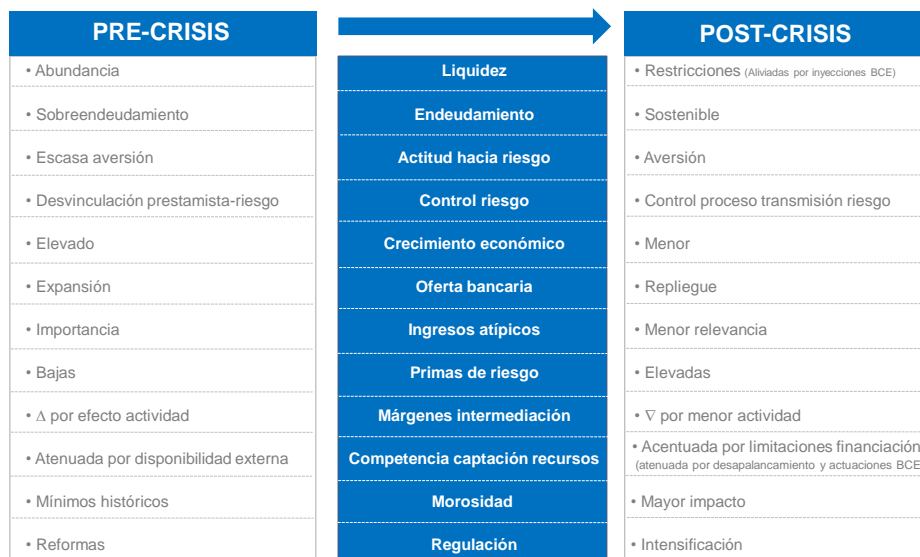 PRE-CRISIS
POST-CRISIS
• Abundancia
Liquidez
• Restricciones (Aliviadas por inyecciones BCE)
• Sobreendeudamiento
Endeudamiento
• Sostenible
• Escasa aversión
Actitud hacia riesgo
• Aversión
• Desvinculación prestamista-riesgo
Control riesgo
• Control proceso transmisión riesgo
• Elevado
Crecimiento económico
• Menor
• Expansión
Oferta bancaria
• Repliegue
• Importancia
Ingresos atípicos
• Menor relevancia
• Bajas
Primas de riesgo
• Elevadas
• ∆ por efecto actividad
Márgenes intermediación
• ∇ por menor actividad
• Atenuada por disponibilidad externa
Competencia captación recursos
• Acentuada por limitaciones financiación
(atenuada por desapalancamiento y actuaciones BCE
• Mínimos históricos
Morosidad
• Mayor impacto
• Reformas
Regulación
• Intensificación